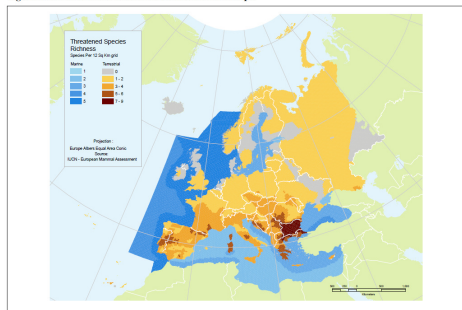 Threatened Species
Richness
Species Per 12 Sq Km grid
Marine Terrestrial
1 0
2 1 - 2
3 3 - 4
4 5 - 6
5 7 - 9
Projection :
Europe Albers Equal Area Conic
Source:
IUCN - European Mammal Assessment
Kilometers